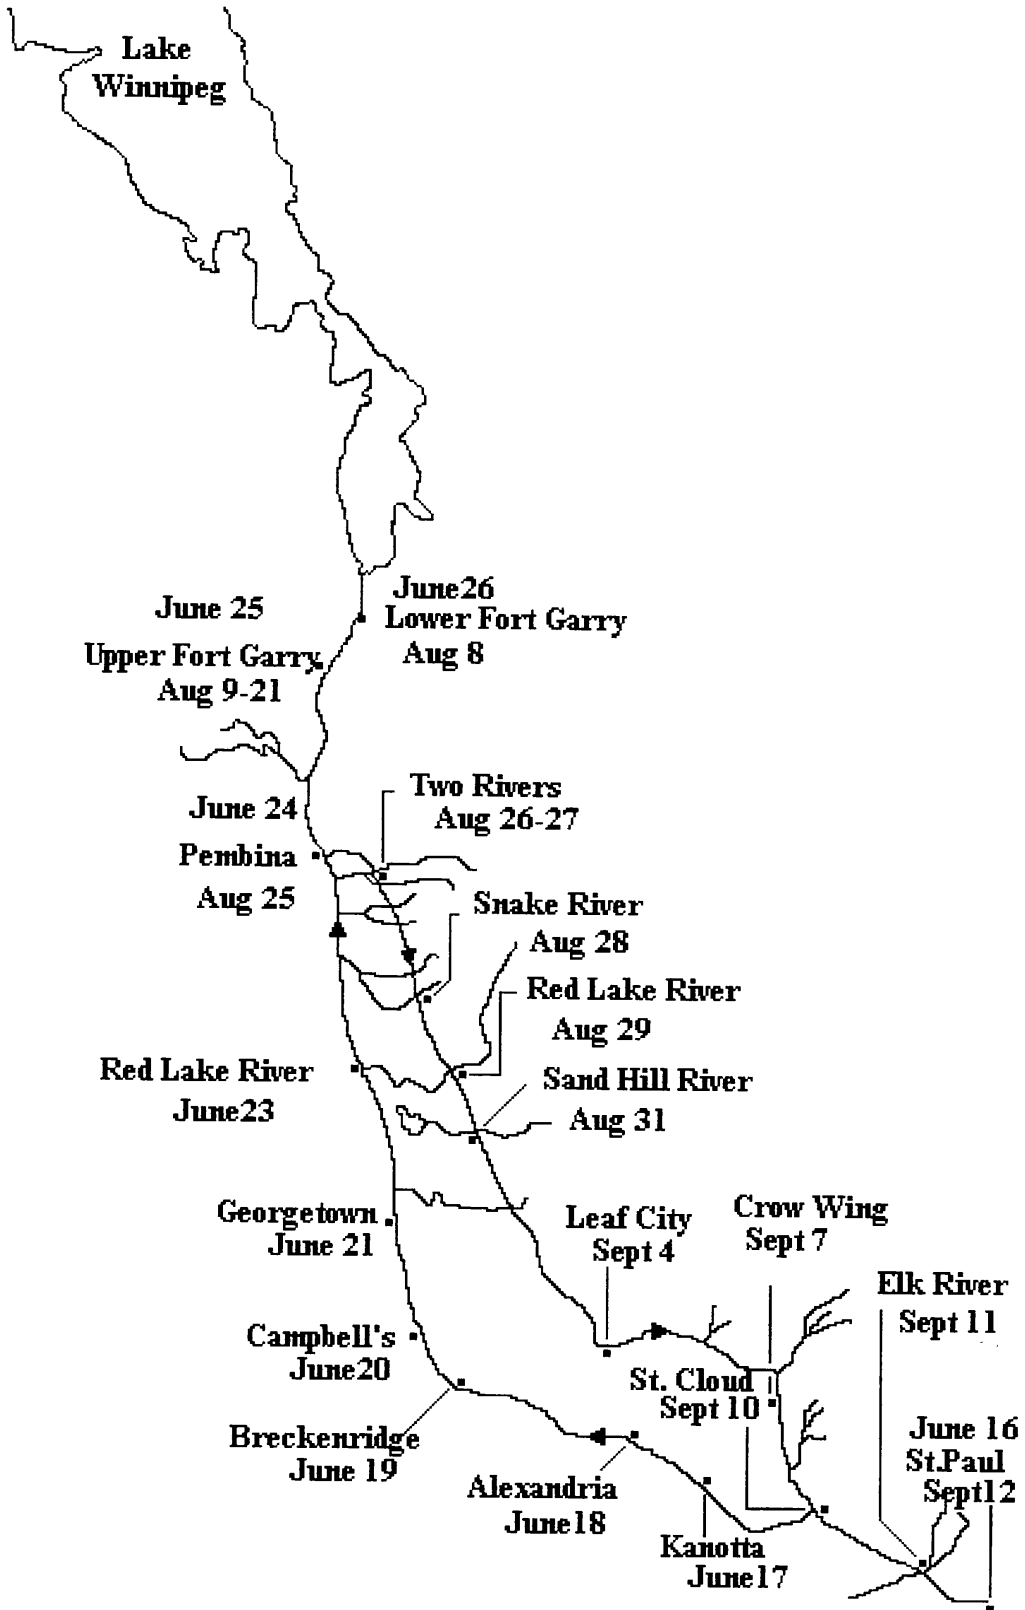 Lake
Winnipeg
June26
Lower Fort Garry
Aug 8
June 25
Upper Fort Garry
Aug 9-21
Two Rivers
Aug 26-27
June 24
Pembina
Aug 25
Snake River
Aug 28
Red Lake River
Aug 29
Red Lake River
June23
Sand Hill River
Aug 31
Georgetown
June 21
Leaf City
Sept 4
Crow Wing
Sept 7
Elk River
Sept 11
Campbell's
June20
St. Cloud
Sept 10
Breckenridge
June 19
Alexandria
June18
Kanotta
June17
June 16
St.Paul
Sept12